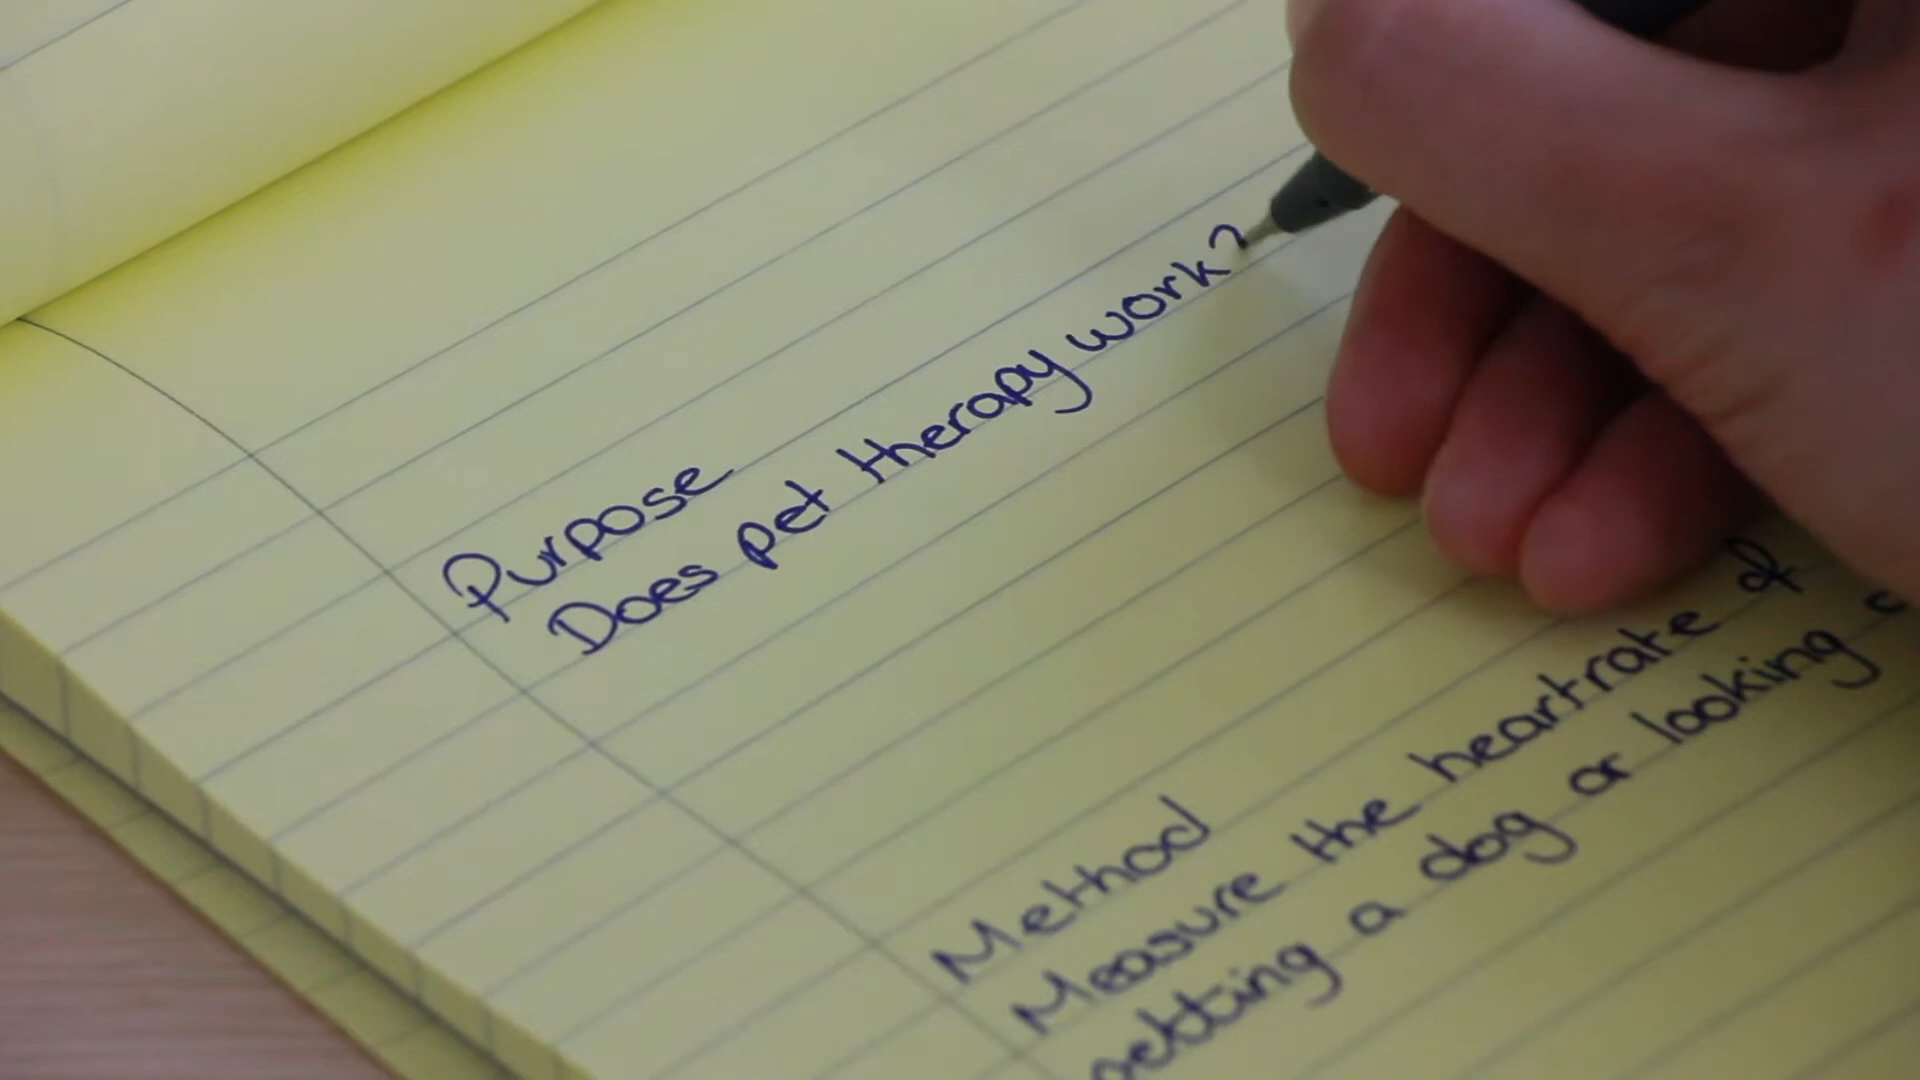 Purpose
Does pet therapy work?
Method
Measure the heartrate of
petting a dog or looking